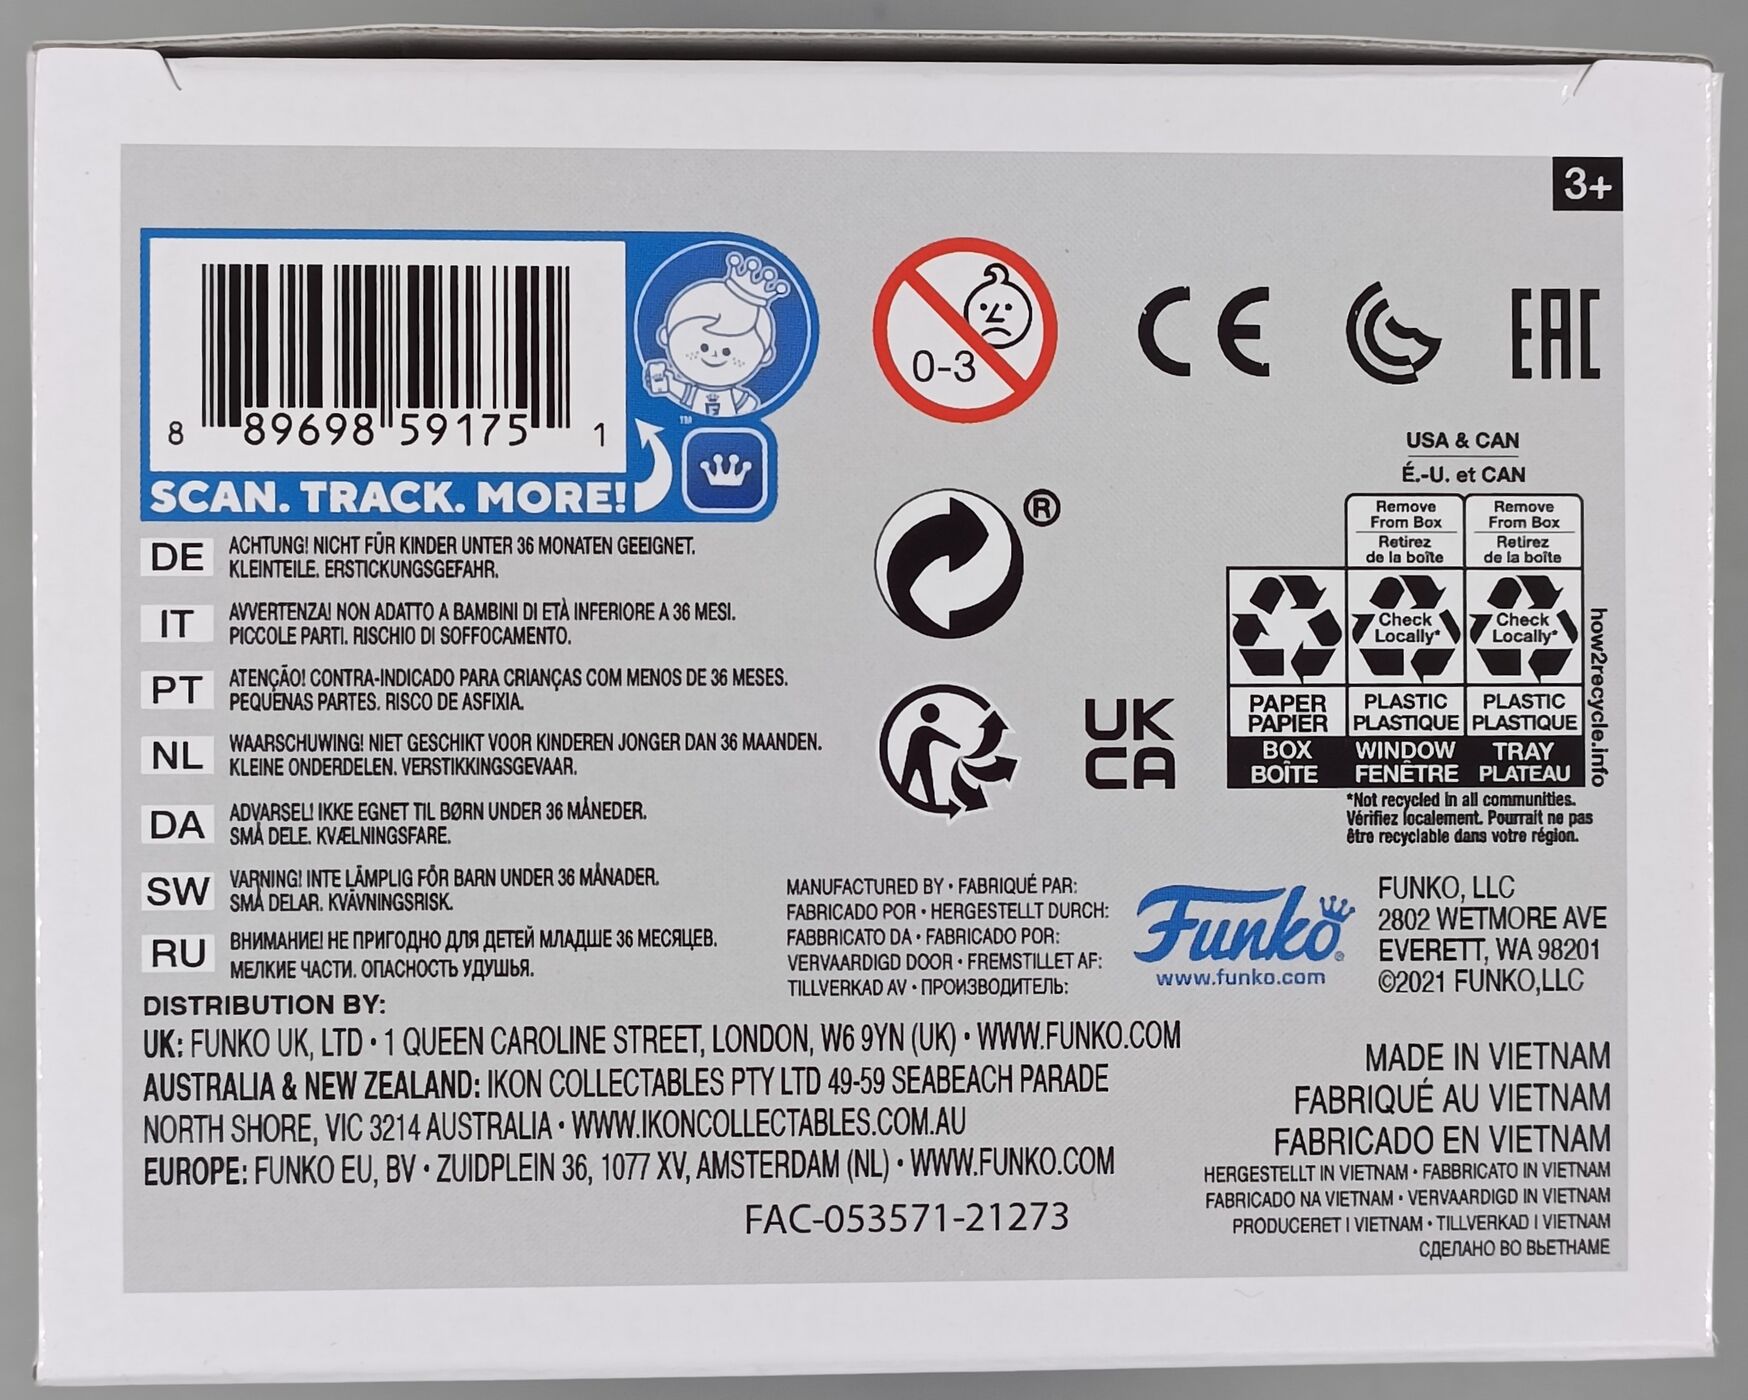 3+
8 89698 59175 1
SCAN. TRACK. MORE!
TM
0-3
CE
EAC
USA & CAN
É.-U. et CAN
Remove From Box
Retirez de la boîte
Remove From Box
Retirez de la boîte
Check Locally*
Check Locally*
PAPER PAPIER
PLASTIC PLASTIQUE
PLASTIC PLASTIQUE
BOX BOÎTE
WINDOW FENÊTRE
TRAY PLATEAU
how2recycle.info
*Not recycled in all communities.
Vérifiez localement. Pourrait ne pas
être recyclable dans votre région.
®
UK
CA
DE ACHTUNG! NICHT FÜR KINDER UNTER 36 MONATEN GEEIGNET.
KLEINTEILE. ERSTICKUNGSGEFAHR.
IT AVVERTENZA! NON ADATTO A BAMBINI DI ETÀ INFERIORE A 36 MESI.
PICCOLE PARTI. RISCHIO DI SOFFOCAMENTO.
PT ATENÇÃO! CONTRA-INDICADO PARA CRIANÇAS COM MENOS DE 36 MESES.
PEQUENAS PARTES. RISCO DE ASFIXIA.
NL WAARSCHUWING! NIET GESCHIKT VOOR KINDEREN JONGER DAN 36 MAANDEN.
KLEINE ONDERDELEN. VERSTIKKINGSGEVAAR.
DA ADVARSEL! IKKE EGNET TIL BØRN UNDER 36 MÅNEDER.
SMÅ DELE. KVÆLNINGSFARE.
SW VARNING! INTE LÄMPLIG FÖR BARN UNDER 36 MÅNADER.
SMÅ DELAR. KVÄVNINGSRISK.
RU ВНИМАНИЕ! НЕ ПРИГОДНО ДЛЯ ДЕТЕЙ МЛАДШЕ 36 МЕСЯЦЕВ.
МЕЛКИЕ ЧАСТИ. ОПАСНОСТЬ УДУШЬЯ.
MANUFACTURED BY • FABRIQUÉ PAR:
FABRICADO POR • HERGESTELLT DURCH:
FABBRICATO DA • FABRICADO POR:
VERVAARDIGD DOOR • FREMSTILLET AF:
TILLVERKAD AV • ПРОИЗВОДИТЕЛЬ:
Funko®
www.funko.com
FUNKO, LLC
2802 WETMORE AVE
EVERETT, WA 98201
©2021 FUNKO,LLC
DISTRIBUTION BY:
UK: FUNKO UK, LTD • 1 QUEEN CAROLINE STREET, LONDON, W6 9YN (UK) • WWW.FUNKO.COM
AUSTRALIA & NEW ZEALAND: IKON COLLECTABLES PTY LTD 49-59 SEABEACH PARADE
NORTH SHORE, VIC 3214 AUSTRALIA • WWW.IKONCOLLECTABLES.COM.AU
EUROPE: FUNKO EU, BV • ZUIDPLEIN 36, 1077 XV, AMSTERDAM (NL) • WWW.FUNKO.COM
FAC-053571-21273
MADE IN VIETNAM
FABRIQUÉ AU VIETNAM
FABRICADO EN VIETNAM
HERGESTELLT IN VIETNAM • FABBRICATO IN VIETNAM
FABRICADO NA VIETNAM • VERVAARDIGD IN VIETNAM
PRODUCERET I VIETNAM • TILLVERKAD I VIETNAM
СДЕЛАНО ВО ВЬЕТНАМЕ